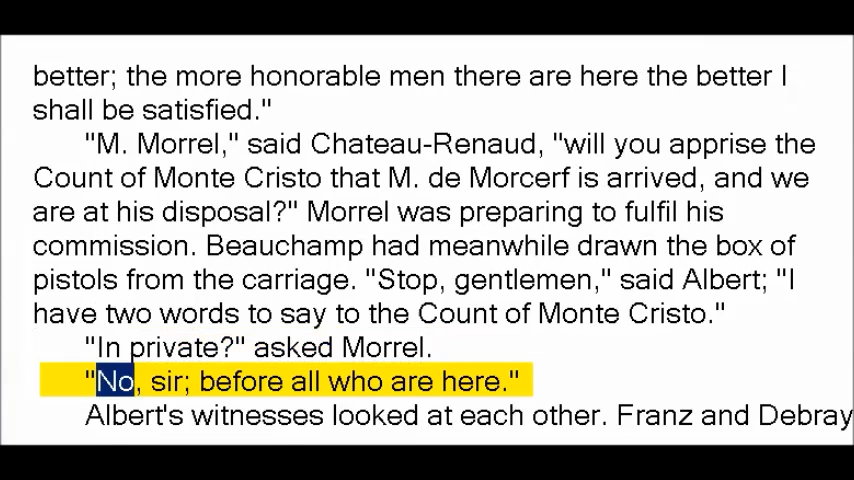 better; the more honorable men there are here the better I
shall be satisfied."
"M. Morrel," said Chateau-Renaud, "will you apprise the
Count of Monte Cristo that M. de Morcerf is arrived, and we
are at his disposal?" Morrel was preparing to fulfil his
commission. Beauchamp had meanwhile drawn the box of
pistols from the carriage. "Stop, gentlemen," said Albert; "I
have two words to say to the Count of Monte Cristo."
"In private?" asked Morrel.
"No, sir; before all who are here."
Albert's witnesses looked at each other. Franz and Debray